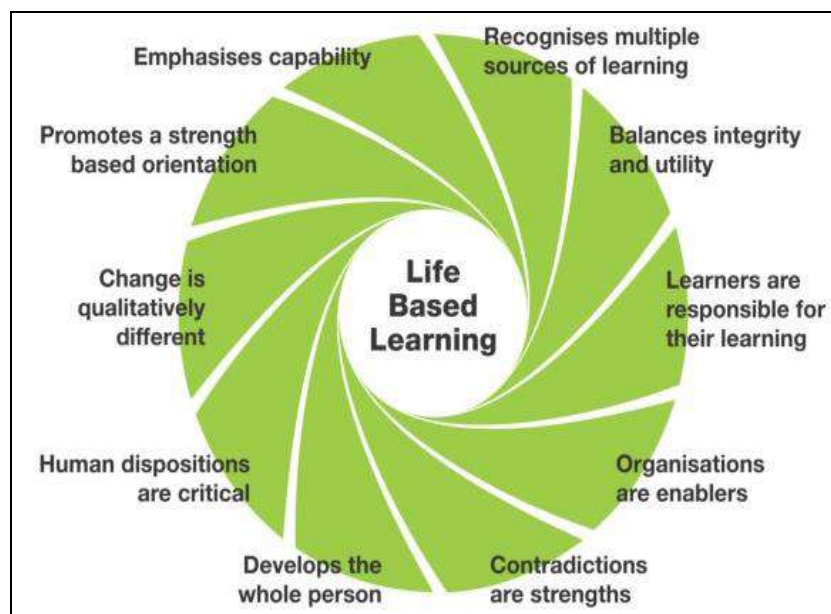 Emphasises capability
Recognises multiple
sources of learning
Promotes a strength
based orientation
Balances integrity
and utility
Change is
qualitatively
different
Life
Based
Learning
Learners are
responsible for
their learning
Human dispositions
are critical
Organisations
are enablers
Develops the
whole person
Contradictions
are strengths